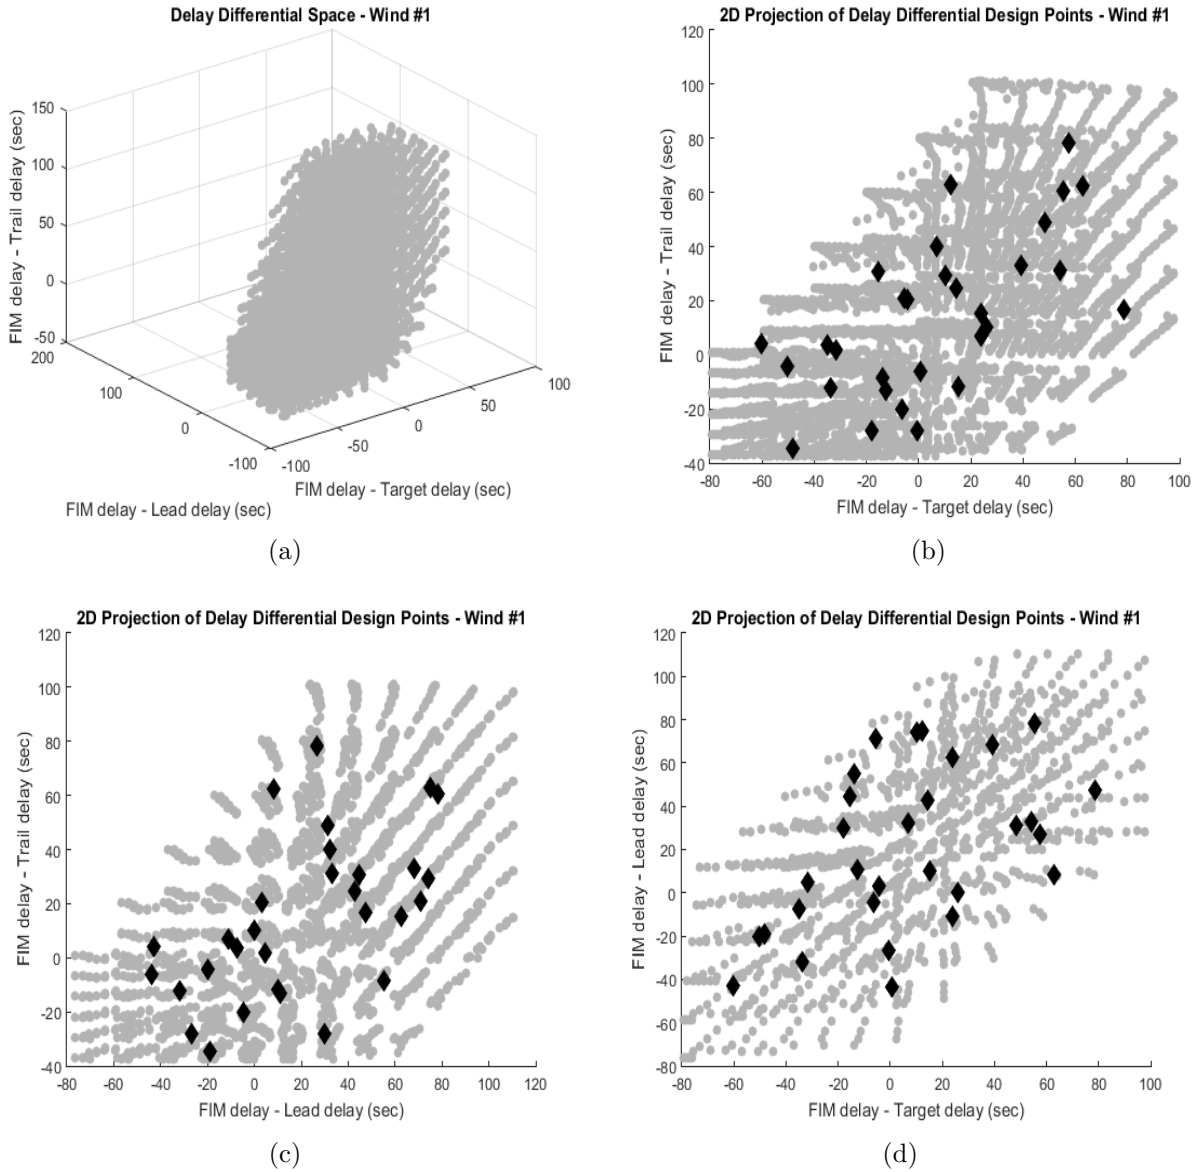 Delay Differential Space - Wind #1
FIM delay - Trail delay (sec)
150
100
50
0
-50
200
100
0
-100
-100
-50
0
50
100
FIM delay - Lead delay (sec)
FIM delay - Target delay (sec)
(a)
2D Projection of Delay Differential Design Points - Wind #1
FIM delay - Trail delay (sec)
120
100
80
60
40
20
0
-20
-40
-80 -60 -40 -20 0 20 40 60 80 100
FIM delay - Target delay (sec)
(b)
2D Projection of Delay Differential Design Points - Wind #1
FIM delay - Trail delay (sec)
120
100
80
60
40
20
0
-20
-40
-80 -60 -40 -20 0 20 40 60 80 100 120
FIM delay - Lead delay (sec)
(c)
2D Projection of Delay Differential Design Points - Wind #1
FIM delay - Lead delay (sec)
120
100
80
60
40
20
0
-20
-40
-60
-80
-80 -60 -40 -20 0 20 40 60 80 100
FIM delay - Target delay (sec)
(d)